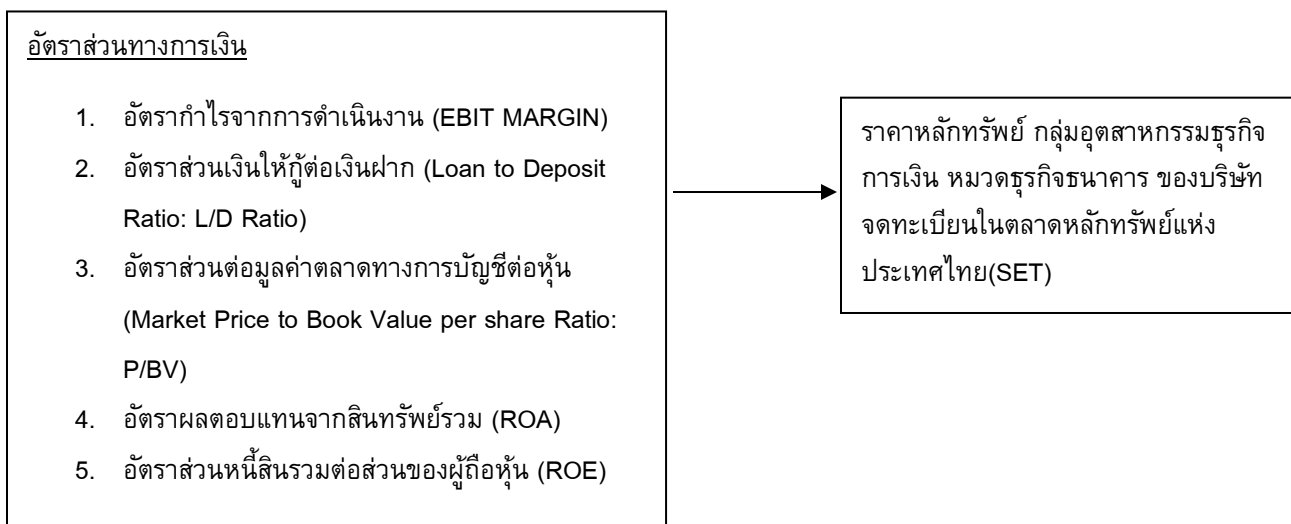 อัตราส่วนทางการเงิน
1. อัตรากำไรจากการดำเนินงาน (EBIT MARGIN)
2. อัตราส่วนเงินให้กู้ต่อเงินฝาก (Loan to Deposit
Ratio: L/D Ratio)
3. อัตราส่วนต่อมูลค่าตลาดทางการบัญชีต่อหุ้น
(Market Price to Book Value per share Ratio:
P/BV)
4. อัตราผลตอบแทนจากสินทรัพย์รวม (ROA)
5. อัตราส่วนหนี้สินรวมต่อส่วนของผู้ถือหุ้น (ROE)
ราคาหลักทรัพย์ กลุ่มอุตสาหกรรมธุรกิจ
การเงิน หมวดธุรกิจธนาคาร ของบริษัท
จดทะเบียนในตลาดหลักทรัพย์แห่ง
ประเทศไทย(SET)